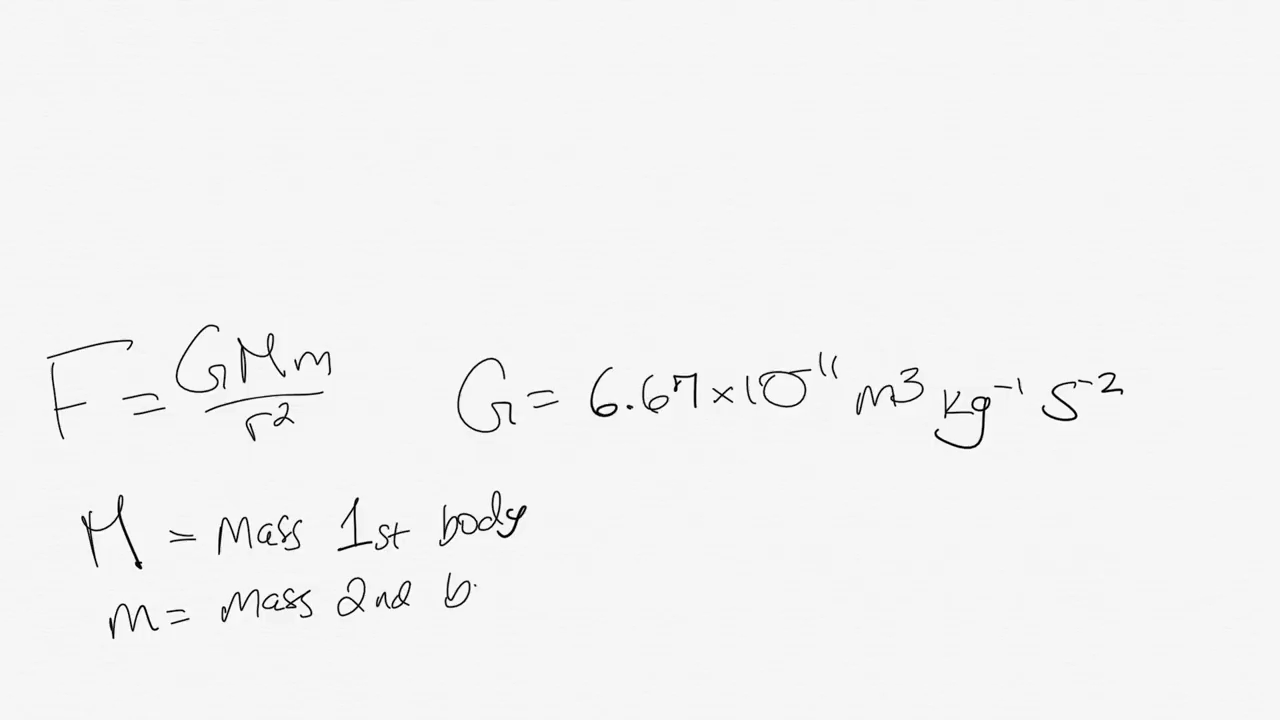 F = GMm/r² G = 6.67×10⁻¹¹ m³ kg⁻¹ s⁻²
M = Mass 1st body
m = Mass 2nd b